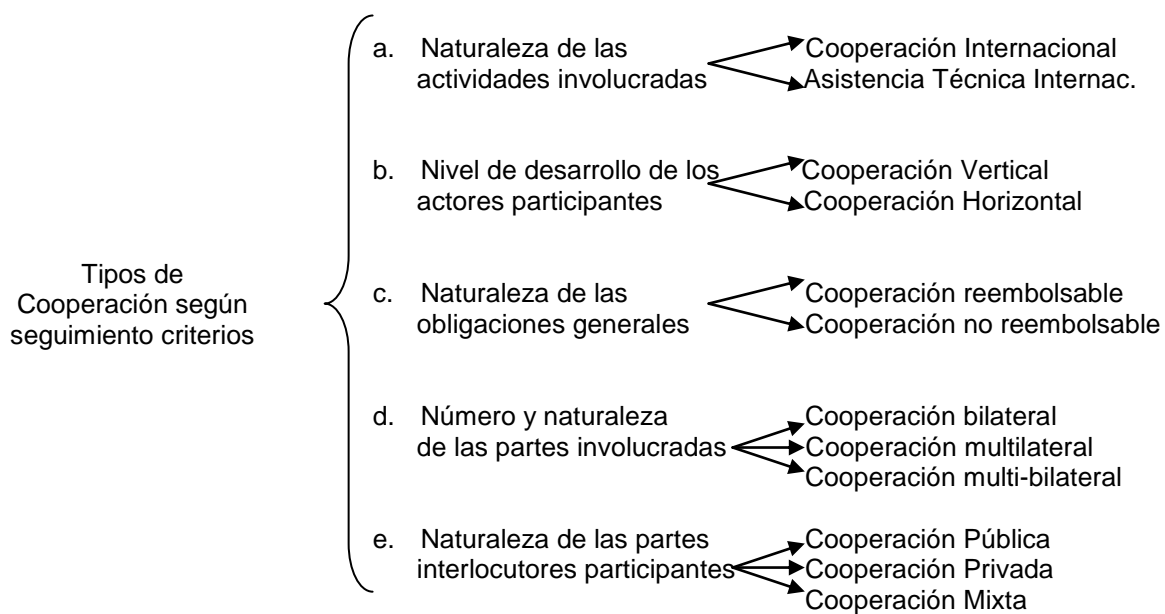 Tipos de
Cooperación según
seguimiento criterios
a. Naturaleza de las
actividades involucradas
Cooperación Internacional
Asistencia Técnica Internac.
b. Nivel de desarrollo de los
actores participantes
Cooperación Vertical
Cooperación Horizontal
c. Naturaleza de las
obligaciones generales
Cooperación reembolsable
Cooperación no reembolsable
d. Número y naturaleza
de las partes involucradas
Cooperación bilateral
Cooperación multilateral
Cooperación multi-bilateral
e. Naturaleza de las partes
interlocutores participantes
Cooperación Pública
Cooperación Privada
Cooperación Mixta